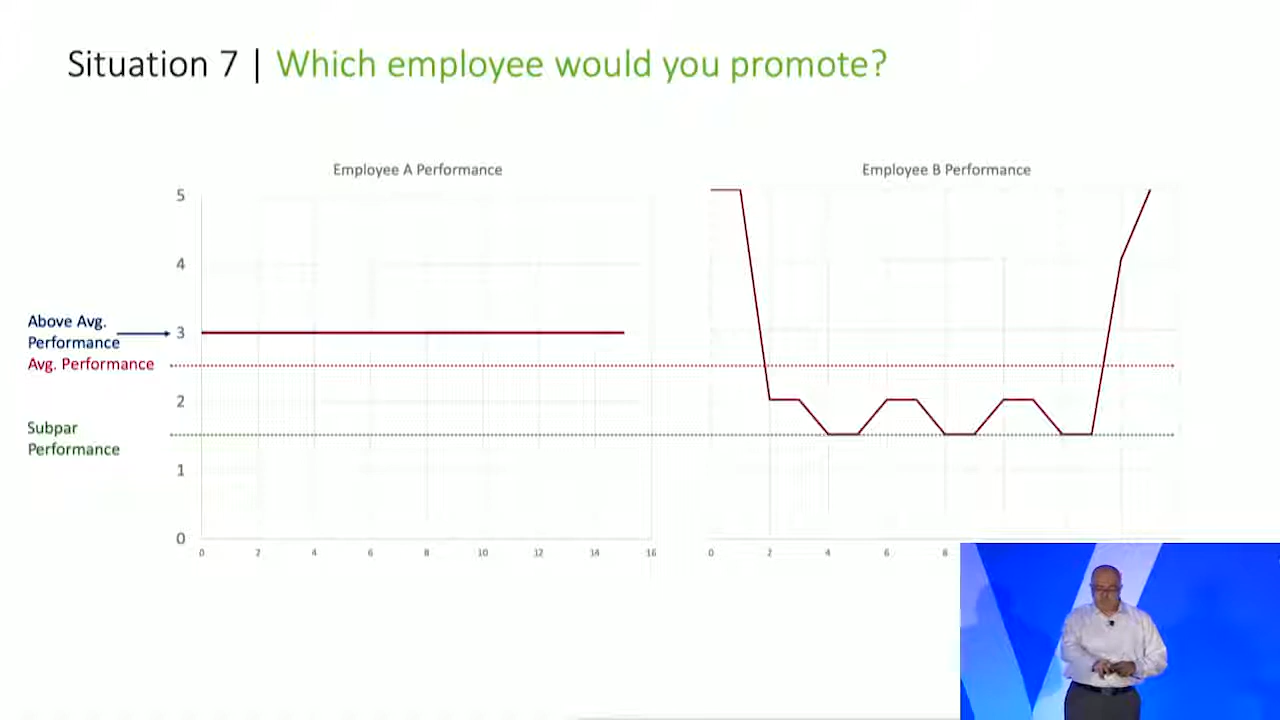 Situation 7 | Which employee would you promote?
Employee A Performance
Employee B Performance
5
4
Above Avg.
Performance
3
Avg. Performance
2
Subpar
Performance
1
0
0 2 4 6 8 10 12 14 16
0 2 4 6 8